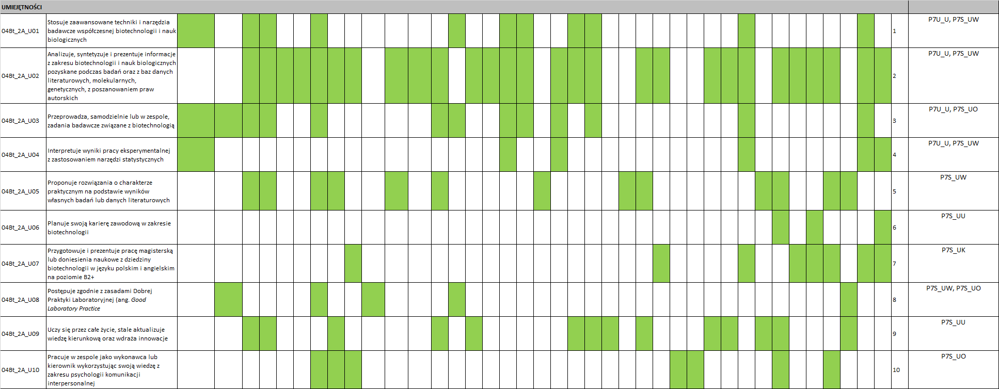 UMIEJĘTNOŚCI
04Bt_2A_U01
Stosuje zaawansowane techniki i narzędzia
badawcze współczesnej biotechnologii i nauk
biologicznych
1
P7U_U, P7S_UW
04Bt_2A_U02
Analizuje, syntetyzuje i prezentuje informacje
z zakresu biotechnologii i nauk biologicznych
pozyskane podczas badań oraz z baz danych
literaturowych, molekularnych,
genetycznych, z poszanowaniem praw
autorskich
2
P7U_U, P7S_UW
04Bt_2A_U03
Przeprowadza, samodzielnie lub w zespole,
zadania badawcze związane z biotechnologią
3
P7U_U, P7S_UO
04Bt_2A_U04
Interpretuje wyniki pracy eksperymentalnej
z zastosowaniem narzędzi statystycznych
4
P7U_U, P7S_UW
04Bt_2A_U05
Proponuje rozwiązania o charakterze
praktycznym na podstawie wyników
własnych badań lub danych literaturowych
5
P7S_UW
04Bt_2A_U06
Planuje swoją karierę zawodową w zakresie
biotechnologii
6
P7S_UU
04Bt_2A_U07
Przygotowuje i prezentuje pracę magisterską
lub doniesienia naukowe z dziedziny
biotechnologii w języku polskim i angielskim
na poziomie B2+
7
P7S_UK
04Bt_2A_U08
Postępuje zgodnie z zasadami Dobrej
Praktyki Laboratoryjnej (ang. Good
Laboratory Practice
8
P7S_UW, P7S_UO
04Bt_2A_U09
Uczy się przez całe życie, stale aktualizuje
wiedzę kierunkową oraz wdraża innowacje
9
P7S_UU
04Bt_2A_U10
Pracuje w zespole jako wykonawca lub
kierownik wykorzystując swoją wiedzę z
zakresu psychologii komunikacji
interpersonalnej
10
P7S_UO